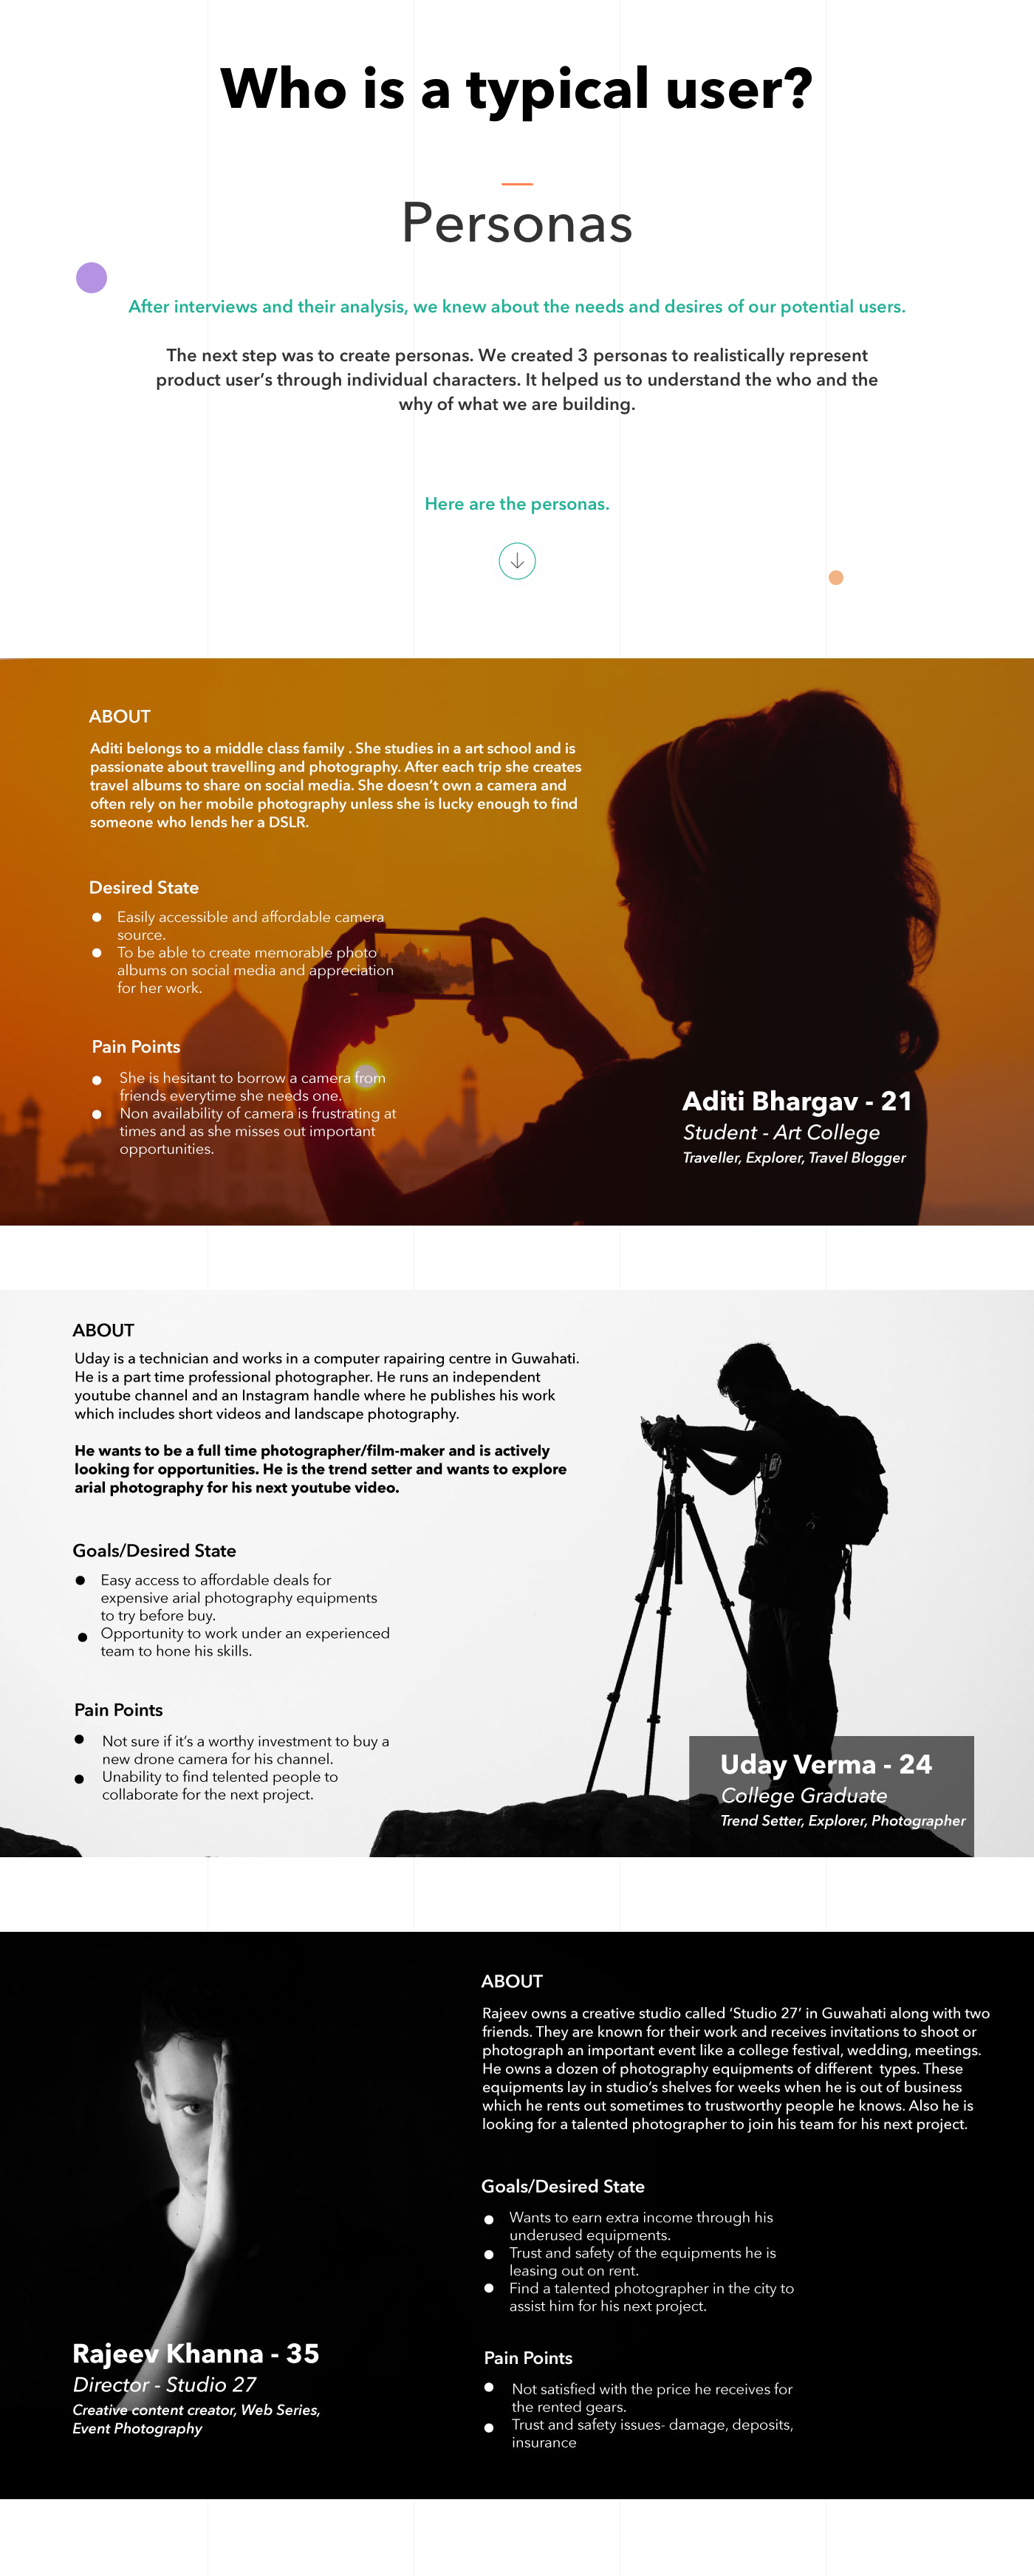 Who is a typical user?
Personas
After interviews and their analysis, we knew about the needs and desires of our potential users.
The next step was to create personas. We created 3 personas to realistically represent
product user's through individual characters. It helped us to understand the who and the
why of what we are building.
Here are the personas.
ABOUT
Aditi belongs to a middle class family . She studies in a art school and is
passionate about travelling and photography. After each trip she creates
travel albums to share on social media. She doesn't own a camera and
often rely on her mobile photography unless she is lucky enough to find
someone who lends her a DSLR.
Desired State
Easily accessible and affordable camera
source.
To be able to create memorable photo
albums on social media and appreciation
for her work.
Pain Points
She is hesitant to borrow a camera from
friends everytime she needs one.
Non availability of camera is frustrating at
times and as she misses out important
opportunities.
Aditi Bhargav - 21
Student - Art College
Traveller, Explorer, Travel Blogger
ABOUT
Uday is a technician and works in a computer rapairing centre in Guwahati.
He is a part time professional photographer. He runs an independent
youtube channel and an Instagram handle where he publishes his work
which includes short videos and landscape photography.
He wants to be a full time photographer/film-maker and is actively
looking for opportunities. He is the trend setter and wants to explore
arial photography for his next youtube video.
Goals/Desired State
Easy access to affordable deals for
expensive arial photography equipments
to try before buy.
Opportunity to work under an experienced
team to hone his skills.
Pain Points
Not sure if it's a worthy investment to buy a
new drone camera for his channel.
Unability to find telented people to
collaborate for the next project.
Uday Verma - 24
College Graduate
Trend Setter, Explorer, Photographer
ABOUT
Rajeev owns a creative studio called 'Studio 27' in Guwahati along with two
friends. They are known for their work and receives invitations to shoot or
photograph an important event like a college festival, wedding, meetings.
He owns a dozen of photography equipments of different  types. These
equipments lay in studio's shelves for weeks when he is out of business
which he rents out sometimes to trustworthy people he knows. Also he is
looking for a talented photographer to join his team for his next project.
Goals/Desired State
Wants to earn extra income through his
underused equipments.
Trust and safety of the equipments he is
leasing out on rent.
Find a talented photographer in the city to
assist him for his next project.
Pain Points
Not satisfied with the price he receives for
the rented gears.
Trust and safety issues- damage, deposits,
insurance
Rajeev Khanna - 35
Director - Studio 27
Creative content creator, Web Series,
Event Photography